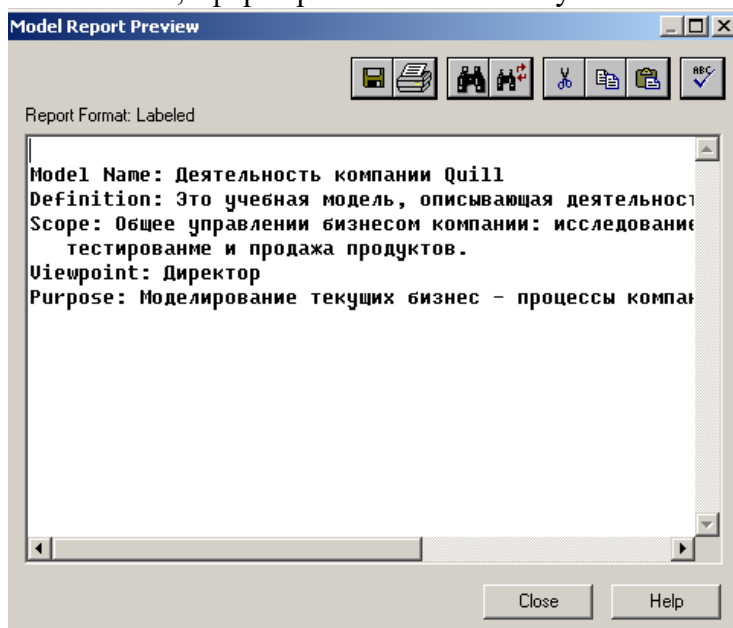 Model Report Preview
ABC
Report Format: Labeled
Model Name: Деятельность компании Quill
Definition: Это учебная модель, описывающая деятельност
Scope: Общее управлении бизнесом компании: исследование
тестированме и продажа продуктов.
Viewpoint: Директор
Purpose: Моделирование текущих бизнес - процессы компан
Close
Help